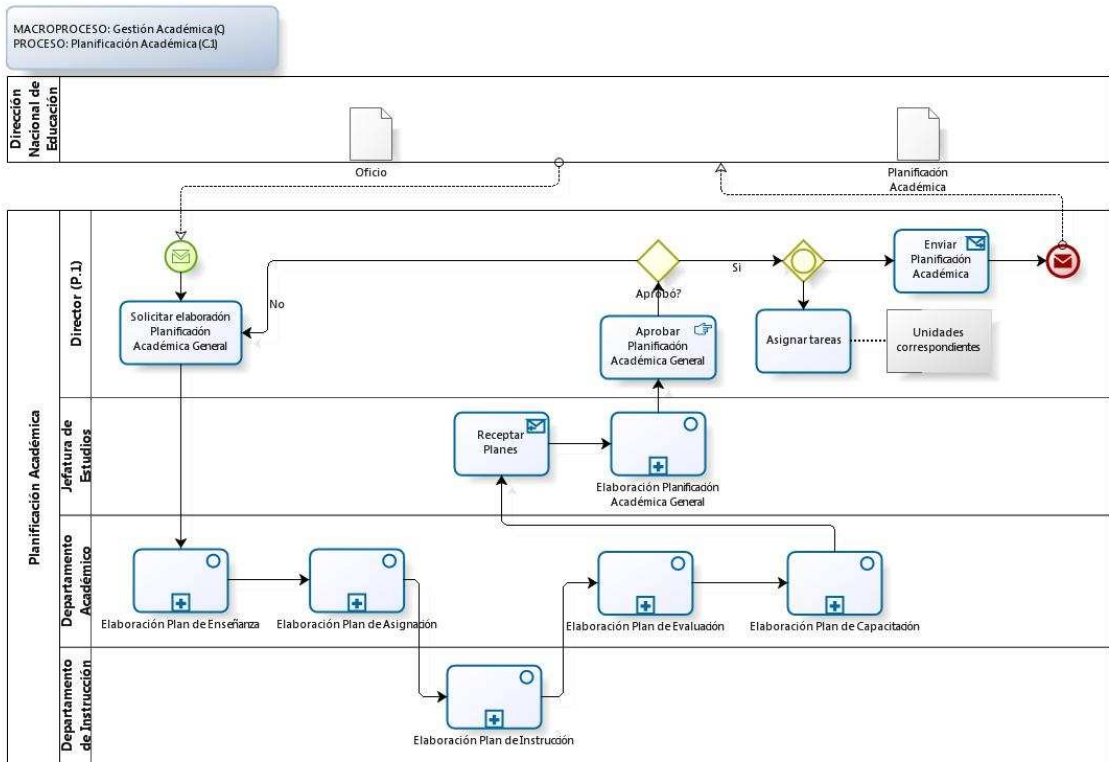 MACROPROCESO: Gestión Académica (C)
PROCESO: Planificación Académica (C.1)
Dirección
Nacional de
Educación
Oficio
Planificación
Académica
Planificación Académica
Director (P.1)
Solicitar elaboración
Planificación
Académica General
No
Aprobó?
Si
Aprobar
Planificación
Académica General
Enviar
Planificación
Académica
Asignar tareas
Unidades
correspondientes
Jefatura de
Estudios
Receptar
Planes
Elaboración Planificación
Académica General
Departamento
Académico
Elaboración Plan de Enseñanza
Elaboración Plan de Asignación
Elaboración Plan de Evaluación
Elaboración Plan de Capacitación
Departamento
de Instrucción
Elaboración Plan de Instrucción